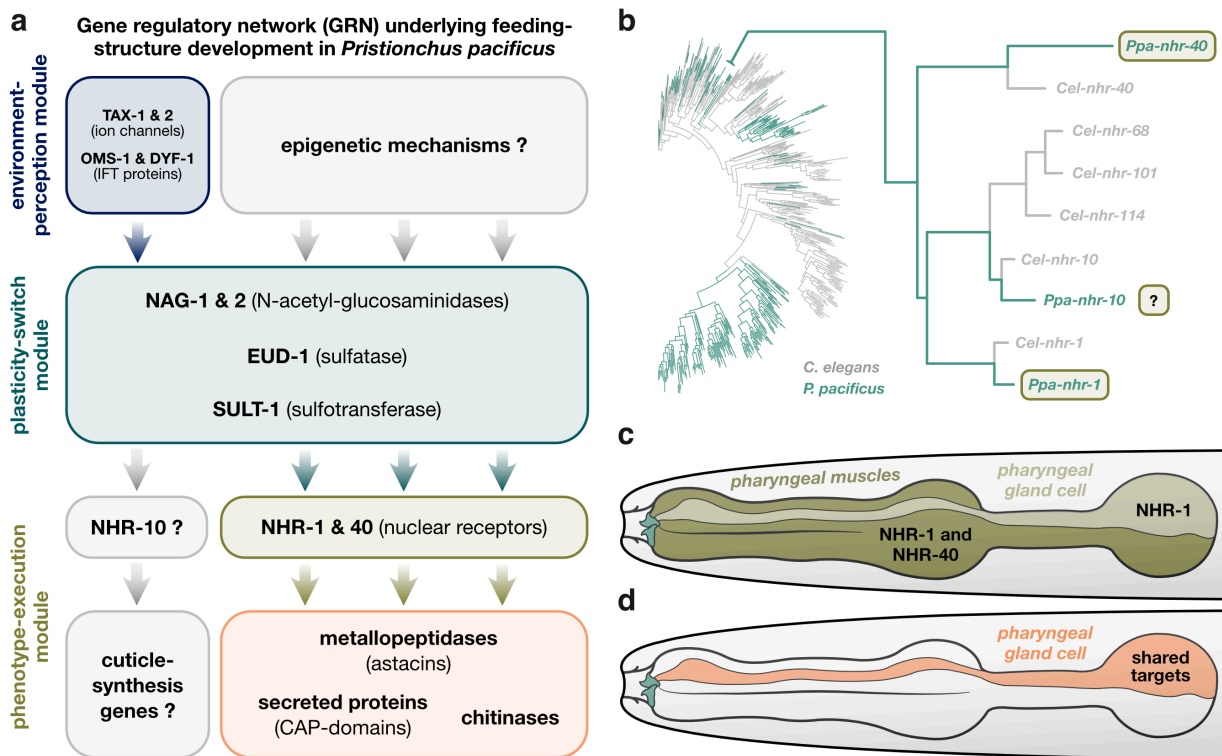 a
Gene regulatory network (GRN) underlying feeding-
structure development in Pristionchus pacificus
environment-
perception module
TAX-1 & 2
(ion channels)
OMS-1 & DYF-1
(IFT proteins)
epigenetic mechanisms ?
plasticity-switch
module
NAG-1 & 2 (N-acetyl-glucosaminidases)
EUD-1 (sulfatase)
SULT-1 (sulfotransferase)
phenotype-execution
module
NHR-10 ?
NHR-1 & 40 (nuclear receptors)
cuticle-
synthesis
genes ?
metallopeptidases
(astacins)
secreted proteins
(CAP-domains)
chitinases
b
Ppa-nhr-40
Cel-nhr-40
Cel-nhr-68
Cel-nhr-101
Cel-nhr-114
Cel-nhr-10
Ppa-nhr-10 ?
Cel-nhr-1
Ppa-nhr-1
C. elegans
P. pacificus
c
pharyngeal muscles
pharyngeal
gland cell
NHR-1
NHR-1 and
NHR-40
d
pharyngeal
gland cell
shared
targets